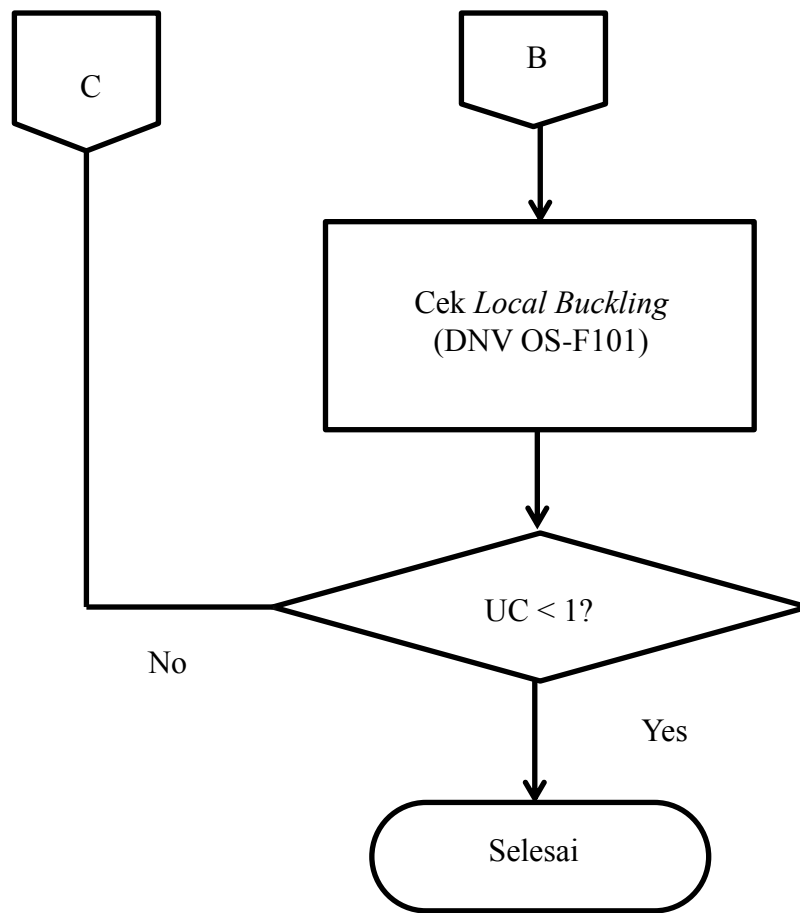 C
B
Cek Local Buckling
(DNV OS-F101)
UC < 1?
No
Yes
Selesai